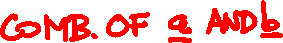 COMB. OF a AND b